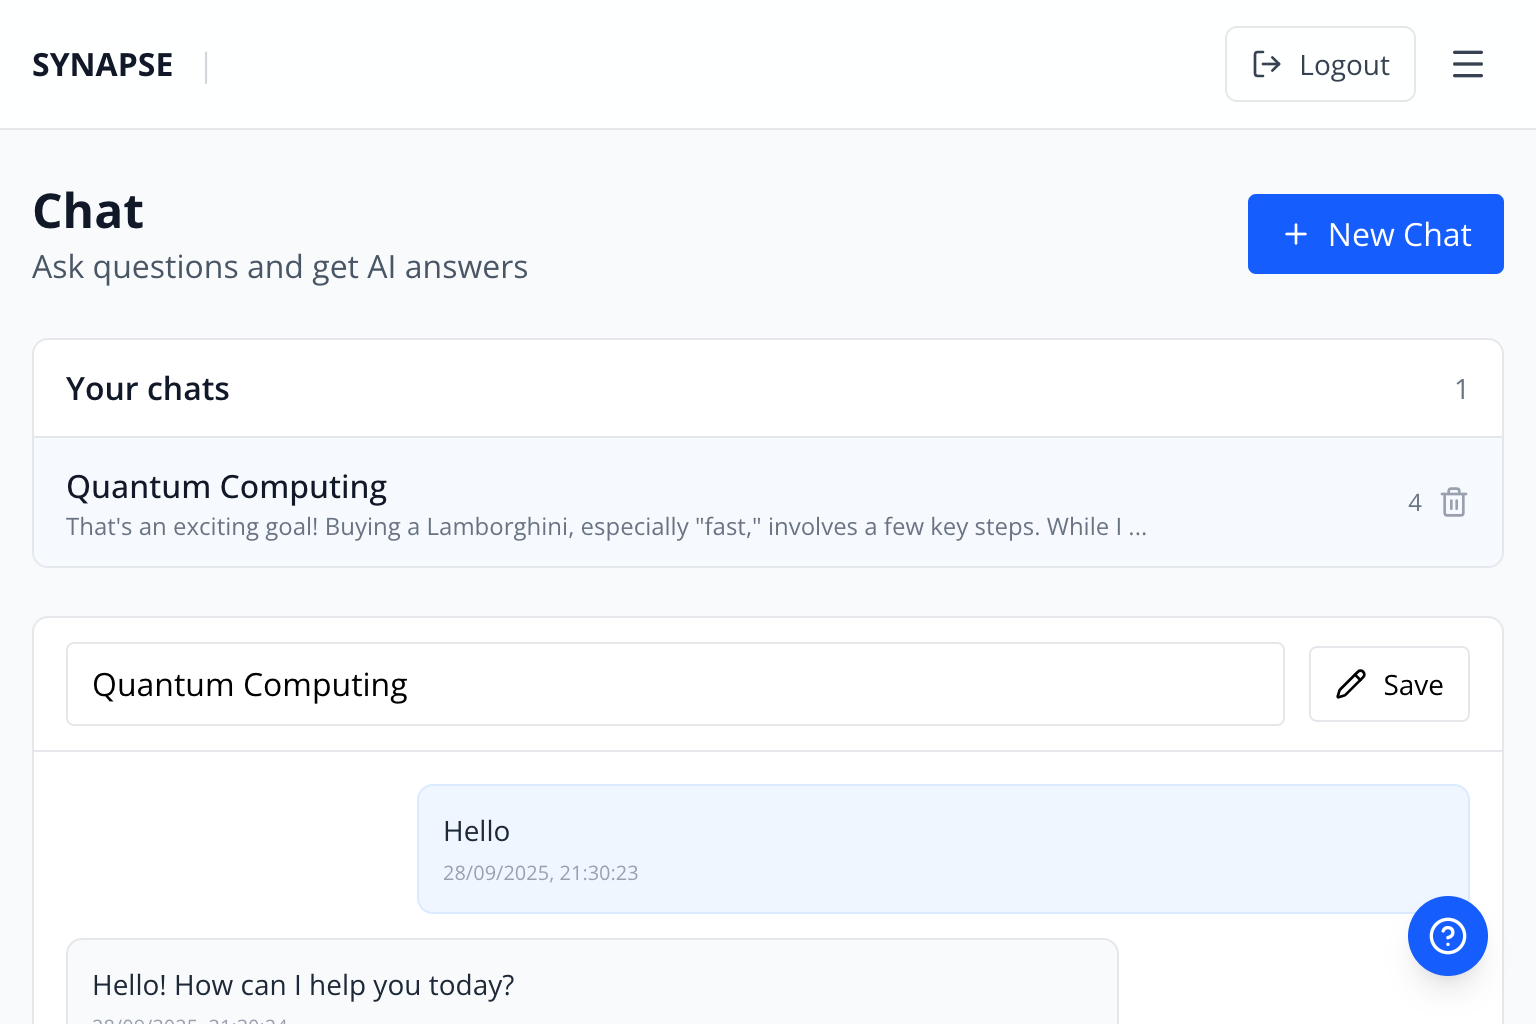 SYNAPSE
Logout
Chat
Ask questions and get AI answers
New Chat
Your chats
1
Quantum Computing
That's an exciting goal! Buying a Lamborghini, especially "fast," involves a few key steps. While I ...
4
Quantum Computing
Save
Hello
28/09/2025, 21:30:23
Hello! How can I help you today?